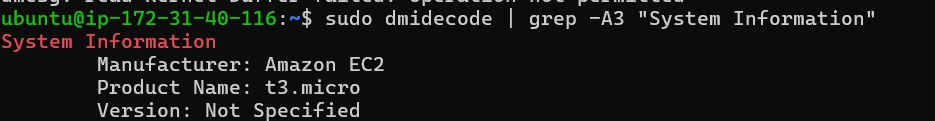 dmesg: read kernel buffer failed: Operation not permitted
ubuntu@ip-172-31-40-116:~$ sudo dmidecode | grep -A3 "System Information"
System Information
        Manufacturer: Amazon EC2
        Product Name: t3.micro
        Version: Not Specified